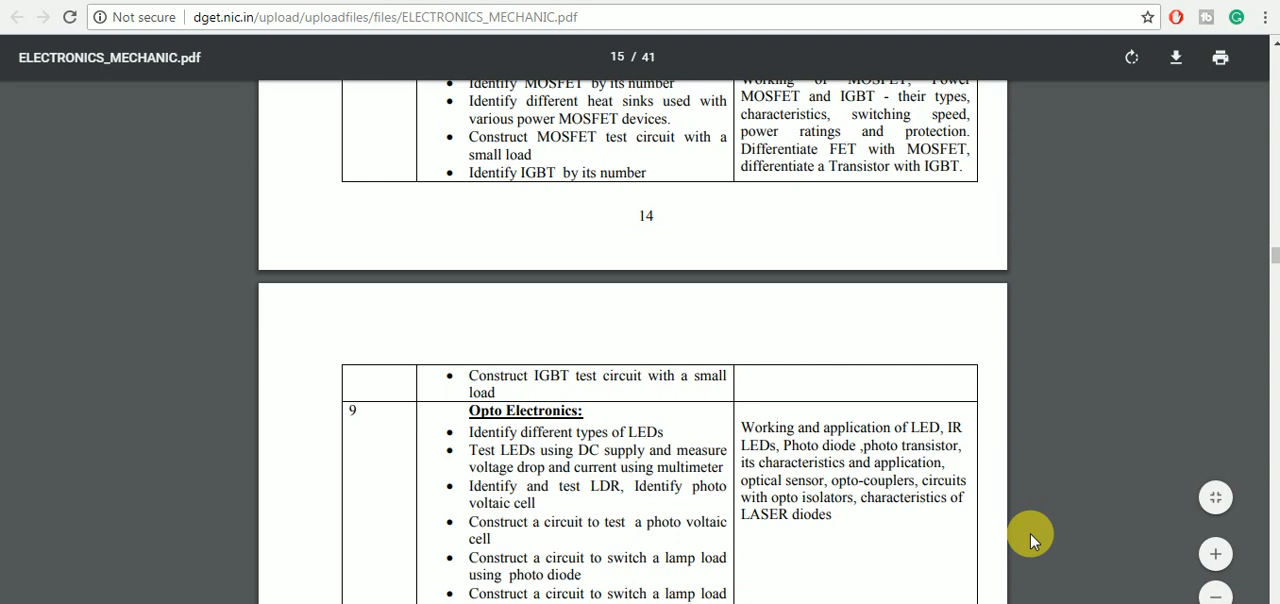 Not secure | dget.nic.in/upload/uploadfiles/files/ELECTRONICS_MECHANIC.pdf
ELECTRONICS_MECHANIC.pdf
15 / 41
• Identify MOSFET by its number
• Identify different heat sinks used with
various power MOSFET devices.
• Construct MOSFET test circuit with a
small load
• Identify IGBT by its number
Working of MOSFET, Power
MOSFET and IGBT - their types,
characteristics, switching speed,
power ratings and protection.
Differentiate FET with MOSFET,
differentiate a Transistor with IGBT.
14
• Construct IGBT test circuit with a small
load
9
Opto Electronics:
• Identify different types of LEDs
• Test LEDs using DC supply and measure
voltage drop and current using multimeter
• Identify and test LDR, Identify photo
voltaic cell
• Construct a circuit to test a photo voltaic
cell
• Construct a circuit to switch a lamp load
using photo diode
• Construct a circuit to switch a lamp load
Working and application of LED, IR
LEDs, Photo diode ,photo transistor,
its characteristics and application,
optical sensor, opto-couplers, circuits
with opto isolators, characteristics of
LASER diodes